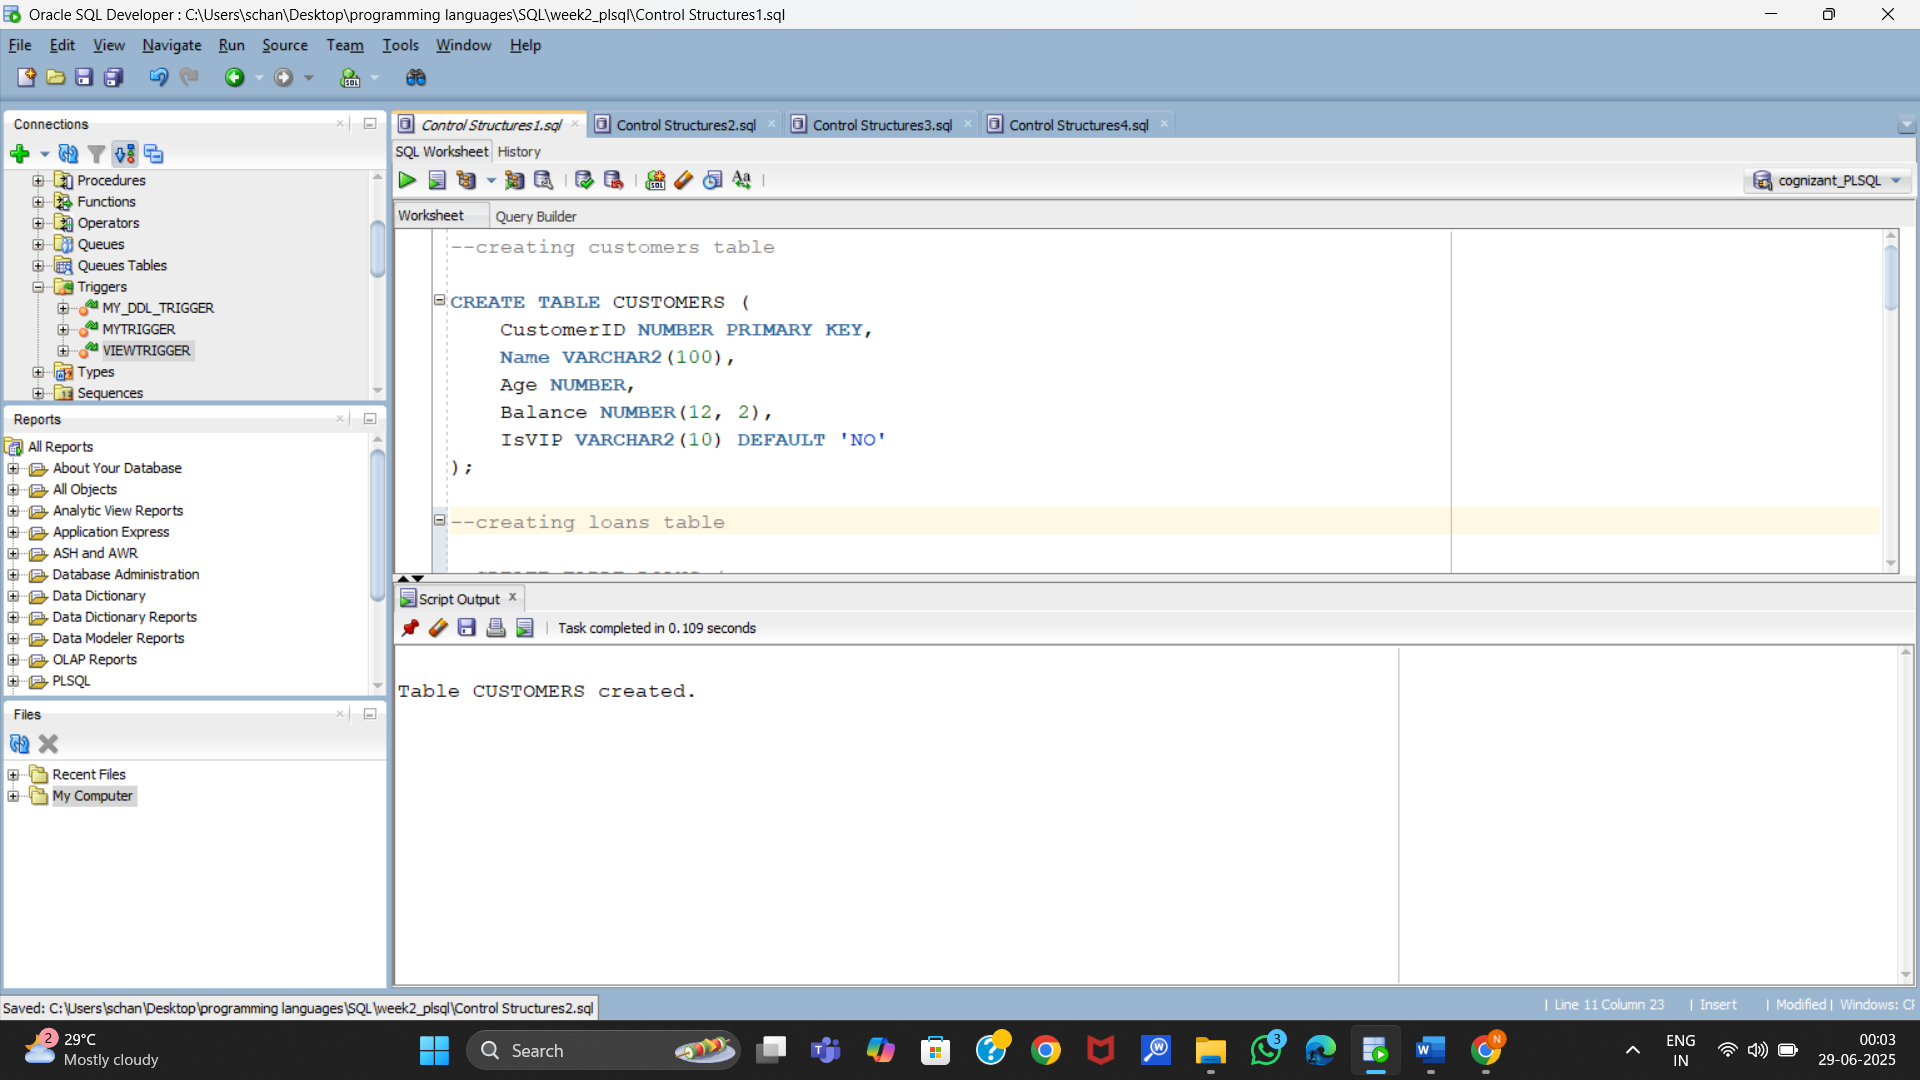 Oracle SQL Developer : C:\Users\schan\Desktop\programming languages\SQL\week2_plsql\Control Structures1.sql
File Edit View Navigate Run Source Team Tools Window Help
Connections
Procedures
Functions
Operators
Queues
Queues Tables
Triggers
MY_DDL_TRIGGER
MYTRIGGER
VIEWTRIGGER
Types
Sequences
Reports
All Reports
About Your Database
All Objects
Analytic View Reports
Application Express
ASH and AWR
Database Administration
Data Dictionary
Data Dictionary Reports
Data Modeler Reports
OLAP Reports
PLSQL
Files
Recent Files
My Computer
Control Structures1.sql Control Structures2.sql Control Structures3.sql Control Structures4.sql
SQL Worksheet History
cognizant_PLSQL
Worksheet Query Builder
--creating customers table
CREATE TABLE CUSTOMERS (
CustomerID NUMBER PRIMARY KEY,
Name VARCHAR2(100),
Age NUMBER,
Balance NUMBER(12, 2),
IsVIP VARCHAR2(10) DEFAULT 'NO'
);
--creating loans table
Script Output
Task completed in 0.109 seconds
Table CUSTOMERS created.
Saved: C:\Users\schan\Desktop\programming languages\SQL\week2_plsql\Control Structures2.sql
Line 11 Column 23 | Insert | Modified | Windows:
2
29°C
Mostly cloudy
Search
3
N
ENG
IN
00:03
29-06-2025